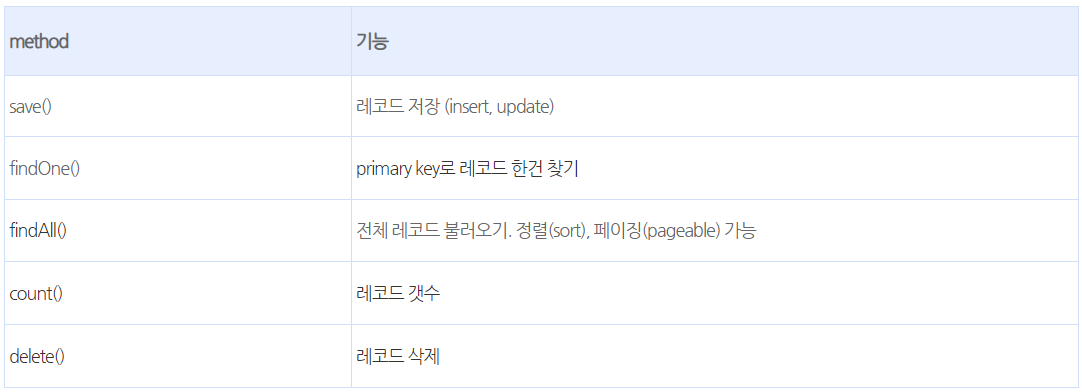 method 기능
save() 레코드 저장 (insert, update)
findOne() primary key로 레코드 한건 찾기
findAll() 전체 레코드 불러오기. 정렬(sort), 페이징(pageable) 가능
count() 레코드 갯수
delete() 레코드 삭제